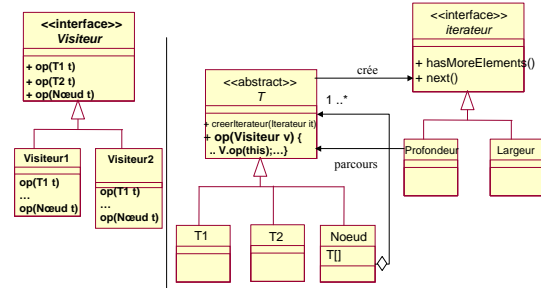 <<interface>>
Visiteur
+ op(T1 t)
+ op(T2 t)
+ op(Nœud t)
Visiteur1
op(T1 t)
…
op(Nœud t)
Visiteur2
op(T1 t)
…
op(Nœud t)
<<abstract>>
T
+ creerIterateur(Iterateur it)
+ op(Visiteur v) {
.. V.op(this);…}
crée
1 ..*
parcours
<<interface>>
iterateur
+ hasMoreElements()
+ next()
Profondeur
Largeur
T1
T2
Noeud
T[]